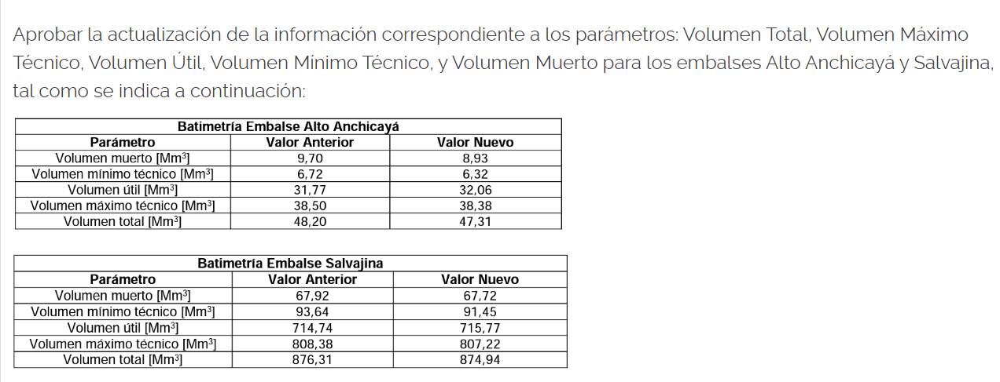 Aprobar la actualización de la información correspondiente a los parámetros: Volumen Total, Volumen Máximo
Técnico, Volumen Útil, Volumen Mínimo Técnico, y Volumen Muerto para los embalses Alto Anchicayá y Salvajina,
tal como se indica a continuación:
Batimetría Embalse Alto Anchicayá
Parámetro Valor Anterior Valor Nuevo
Volumen muerto [Mm³] 9,70 8,93
Volumen mínimo técnico [Mm³] 6,72 6,32
Volumen útil [Mm³] 31,77 32,06
Volumen máximo técnico [Mm³] 38,50 38,38
Volumen total [Mm³] 48,20 47,31
Batimetría Embalse Salvajina
Parámetro Valor Anterior Valor Nuevo
Volumen muerto [Mm³] 67,92 67,72
Volumen mínimo técnico [Mm³] 93,64 91,45
Volumen útil [Mm³] 714,74 715,77
Volumen máximo técnico [Mm³] 808,38 807,22
Volumen total [Mm³] 876,31 874,94